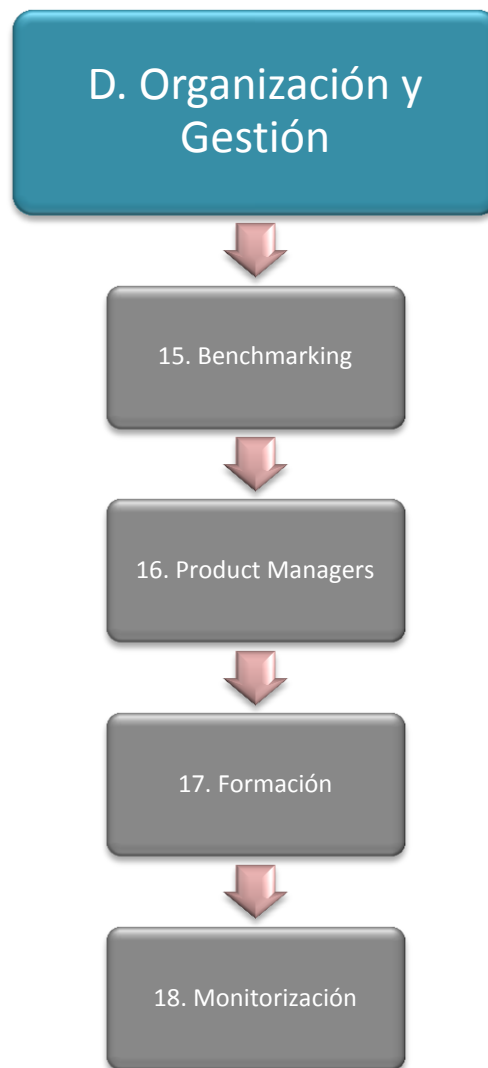 D. Organización y
Gestión
15. Benchmarking
16. Product Managers
17. Formación
18. Monitorización